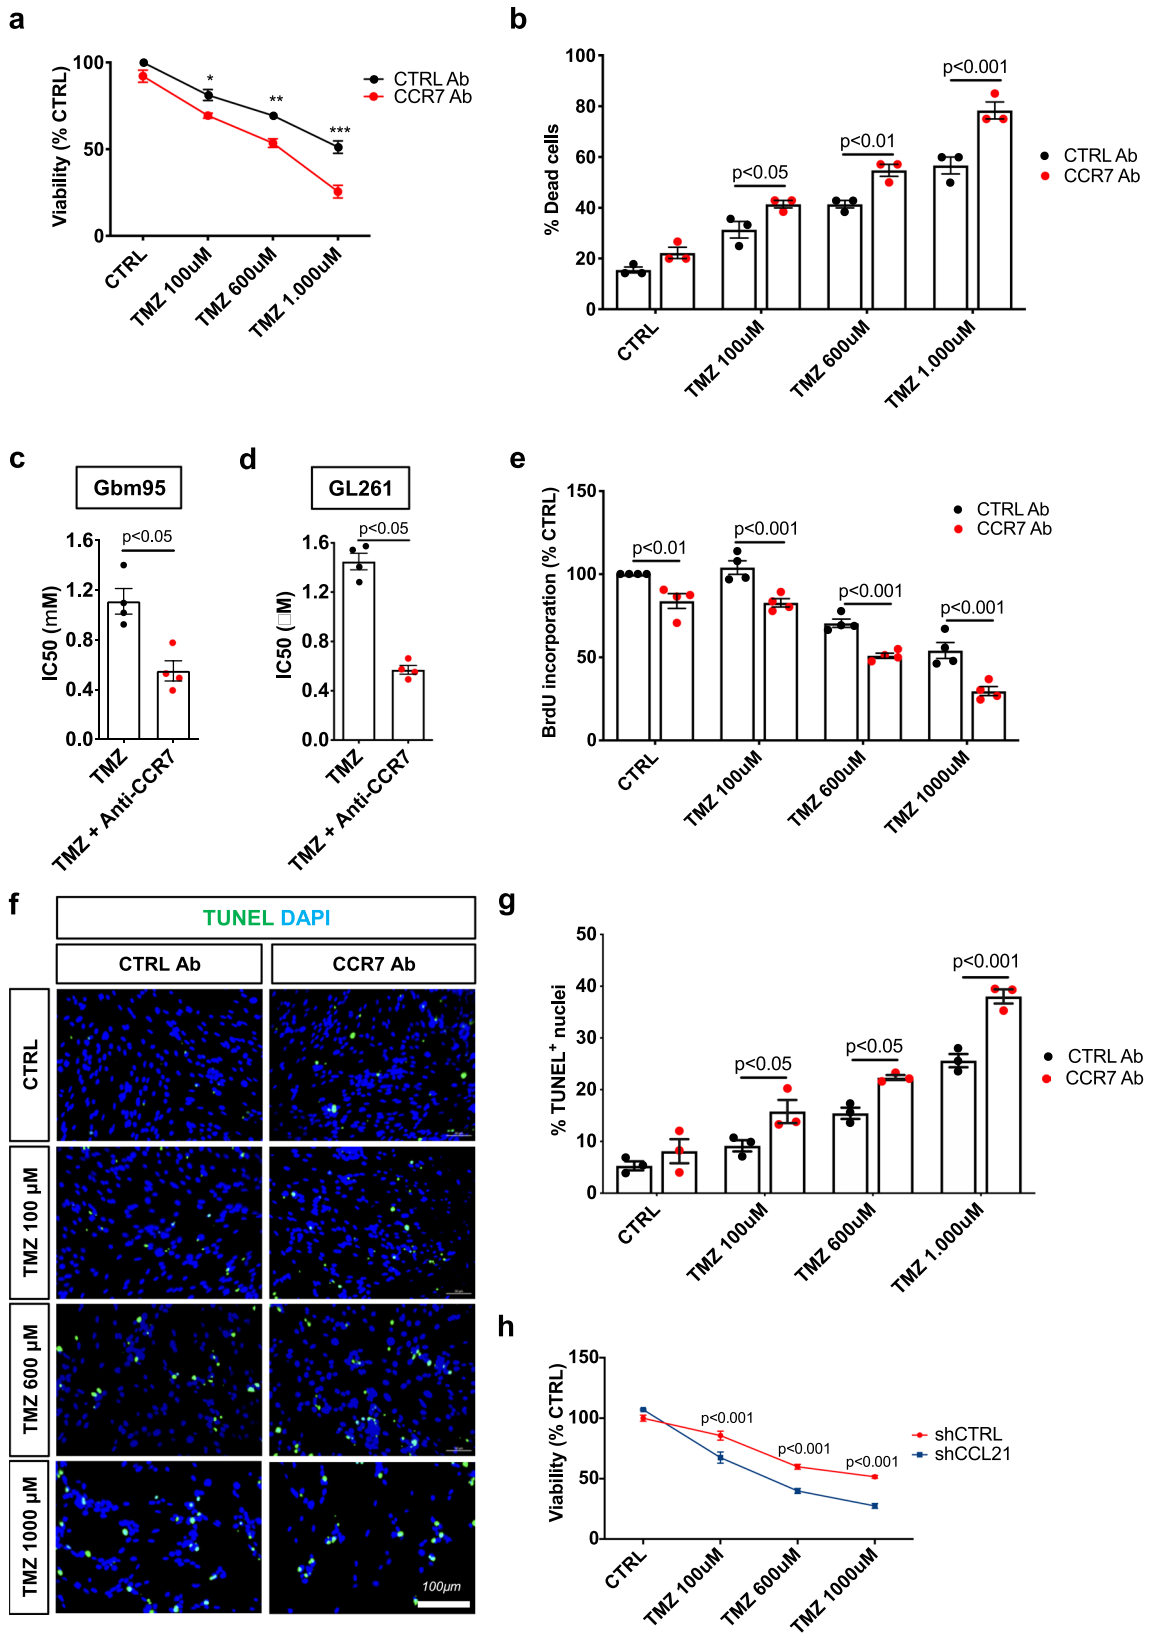 a
Viability (% CTRL)
100
50
0
*
**
***
CTRL Ab
CCR7 Ab
CTRL
TMZ 100uM
TMZ 600uM
TMZ 1.000uM
b
% Dead cells
100
80
60
40
20
0
p<0.05
p<0.01
p<0.001
CTRL Ab
CCR7 Ab
CTRL
TMZ 100uM
TMZ 600uM
TMZ 1.000uM
c
Gbm95
IC50 (mM)
1.6
1.2
0.8
0.4
0.0
p<0.05
TMZ
TMZ + Anti-CCR7
d
GL261
IC50 (□M)
1.6
1.2
0.8
0.4
0.0
p<0.05
TMZ
TMZ + Anti-CCR7
e
BrdU incorporation (% CTRL)
150
100
50
0
p<0.01
p<0.001
p<0.001
p<0.001
CTRL Ab
CCR7 Ab
CTRL
TMZ 100uM
TMZ 600uM
TMZ 1000uM
f
TUNEL DAPI
CTRL Ab
CCR7 Ab
CTRL
TMZ 100 µM
TMZ 600 µM
TMZ 1000 µM
100µm
g
% TUNEL⁺ nuclei
50
40
30
20
10
0
p<0.05
p<0.05
p<0.001
CTRL Ab
CCR7 Ab
CTRL
TMZ 100uM
TMZ 600uM
TMZ 1.000uM
h
Viability (% CTRL)
150
100
50
0
p<0.001
p<0.001
p<0.001
shCTRL
shCCL21
CTRL
TMZ 100uM
TMZ 600uM
TMZ 1000uM